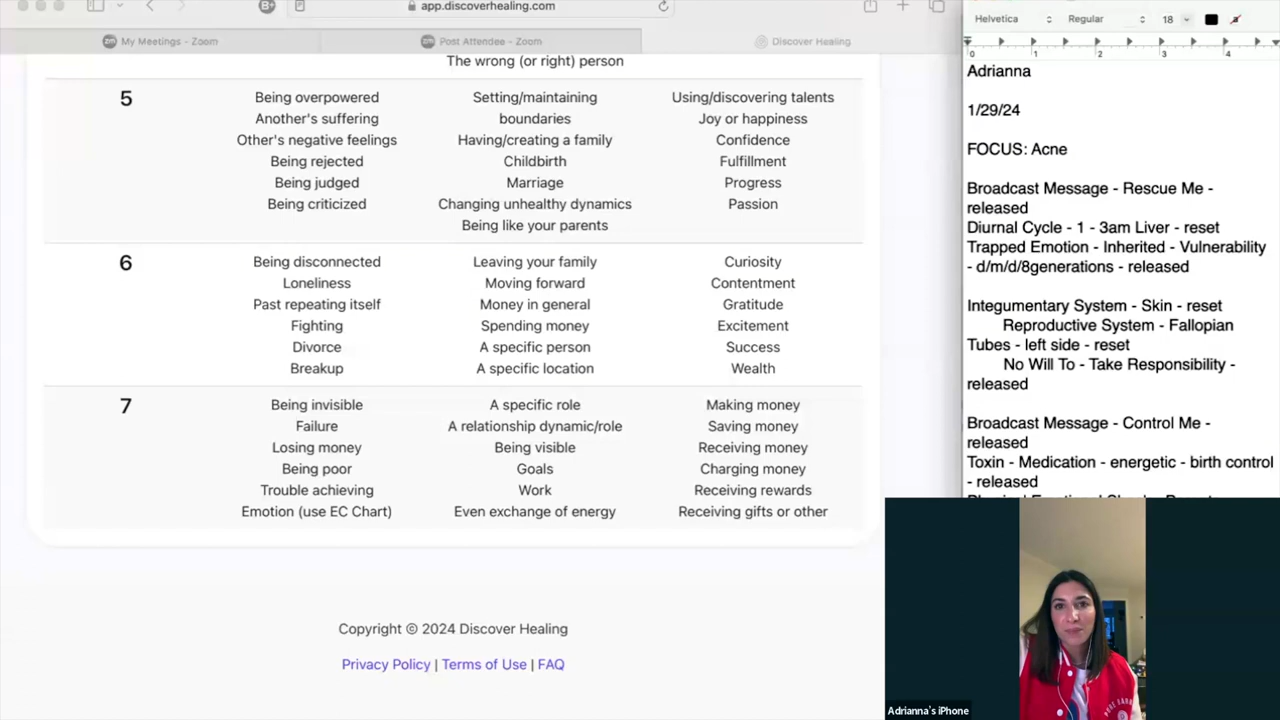 app.discoverhealing.com
My Meetings - Zoom
Post Attendee - Zoom
Discover Healing
The wrong (or right) person
5
Being overpowered
Another's suffering
Other's negative feelings
Being rejected
Being judged
Being criticized
Setting/maintaining
boundaries
Having/creating a family
Childbirth
Marriage
Changing unhealthy dynamics
Being like your parents
Using/discovering talents
Joy or happiness
Confidence
Fulfillment
Progress
Passion
6
Being disconnected
Loneliness
Past repeating itself
Fighting
Divorce
Breakup
Leaving your family
Moving forward
Money in general
Spending money
A specific person
A specific location
Curiosity
Contentment
Gratitude
Excitement
Success
Wealth
7
Being invisible
Failure
Losing money
Being poor
Trouble achieving
Emotion (use EC Chart)
A specific role
A relationship dynamic/role
Being visible
Goals
Work
Even exchange of energy
Making money
Saving money
Receiving money
Charging money
Receiving rewards
Receiving gifts or other
Copyright © 2024 Discover Healing
Privacy Policy | Terms of Use | FAQ
Helvetica
Regular
18
0 1 2 3 4
Adrianna
1/29/24
FOCUS: Acne
Broadcast Message - Rescue Me -
released
Diurnal Cycle - 1 - 3am Liver - reset
Trapped Emotion - Inherited - Vulnerability
- d/m/d/8generations - released
Integumentary System - Skin - reset
Reproductive System - Fallopian
Tubes - left side - reset
No Will To - Take Responsibility -
released
Broadcast Message - Control Me -
released
Toxin - Medication - energetic - birth control
- released
Adrianna's iPhone